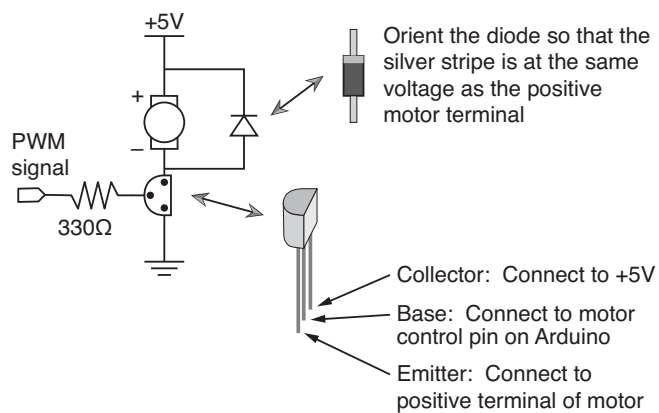 +5V
Orient the diode so that the
silver stripe is at the same
voltage as the positive
motor terminal
+
–
PWM
signal
330Ω
Collector: Connect to +5V
Base: Connect to motor
control pin on Arduino
Emitter: Connect to
positive terminal of motor